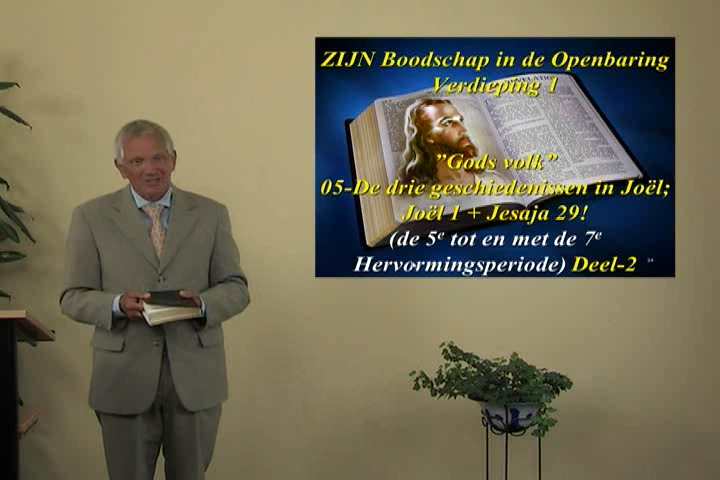 ZIJN Boodschap in de Openbaring
Verdieping 1
"Gods volk"
05-De drie geschiedenissen in Joël;
Joël 1 + Jesaja 29!
(de 5e tot en met de 7e
Hervormingsperiode) Deel-2